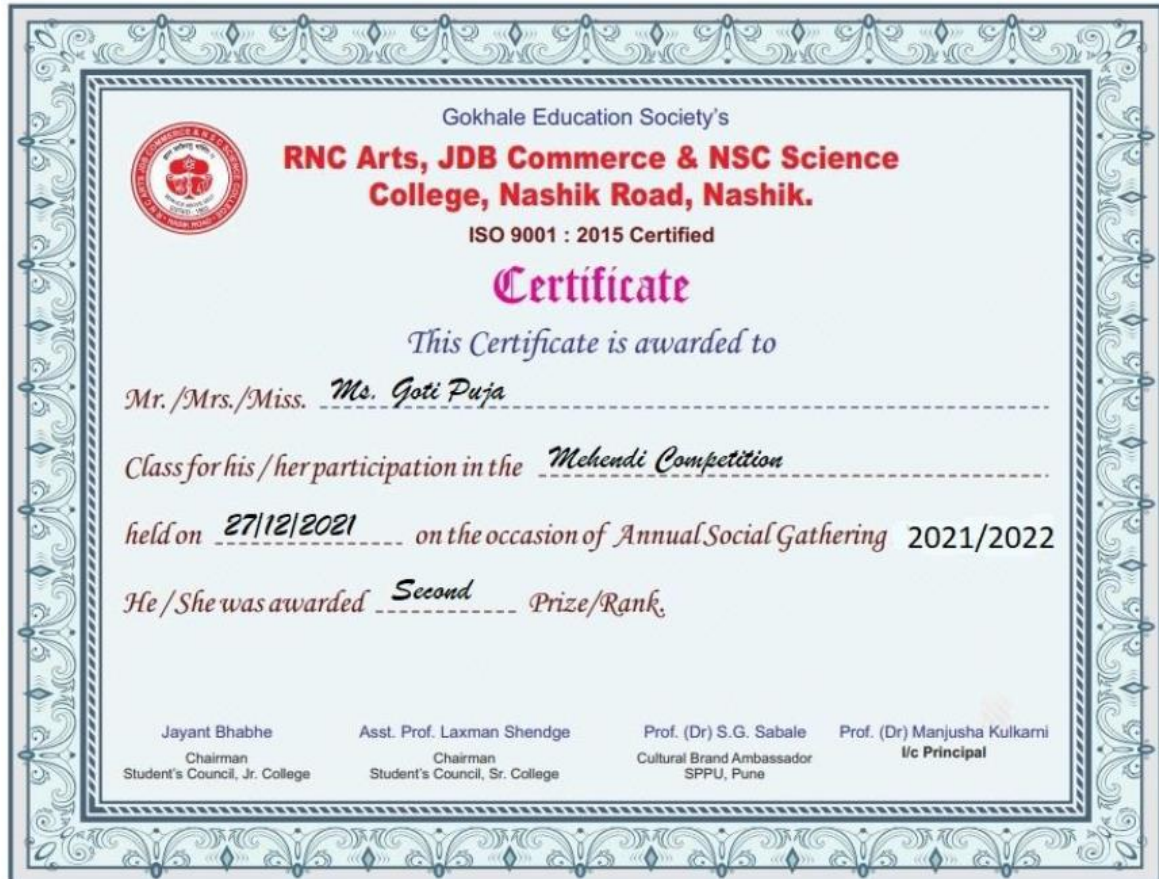 Gokhale Education Society's
RNC Arts, JDB Commerce & NSC Science
College, Nashik Road, Nashik.
ISO 9001 : 2015 Certified
Certificate
This Certificate is awarded to
Mr. /Mrs./Miss. Ms. Goti Puja
Class for his / her participation in the Mehendi Competition
held on 27/12/2021 on the occasion of Annual Social Gathering 2021/2022
He / She was awarded Second Prize/Rank.
Jayant Bhabhe
Chairman
Student's Council, Jr. College
Asst. Prof. Laxman Shendge
Chairman
Student's Council, Sr. College
Prof. (Dr) S.G. Sabale
Cultural Brand Ambassador
SPPU, Pune
Prof. (Dr) Manjusha Kulkarni
I/c Principal